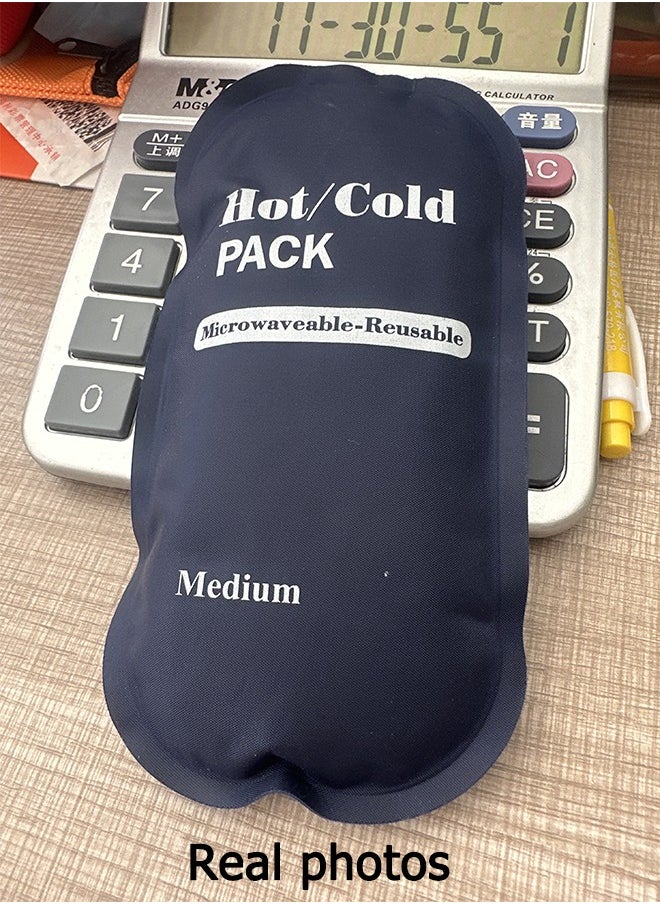 11-30-55 1
M&
ADG9
CALCULATOR
音量
M+
上调
AC
CE
%
T
7
4
1
0
=
Hot/Cold
PACK
Microwaveable-Reusable
Medium
Real photos